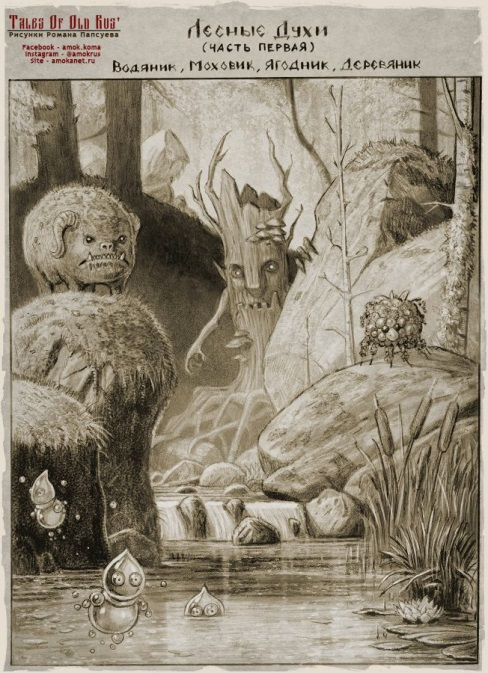 Tales Of Old Rus'
Рисунки Романа Папсуева
Facebook - amok.koma
Instagram - @amokrus
Site - amokanet.ru
Лесные Духи
(ЧАСТЬ ПЕРВАЯ)
Водяник, Моховик, Ягодник, Деревяник